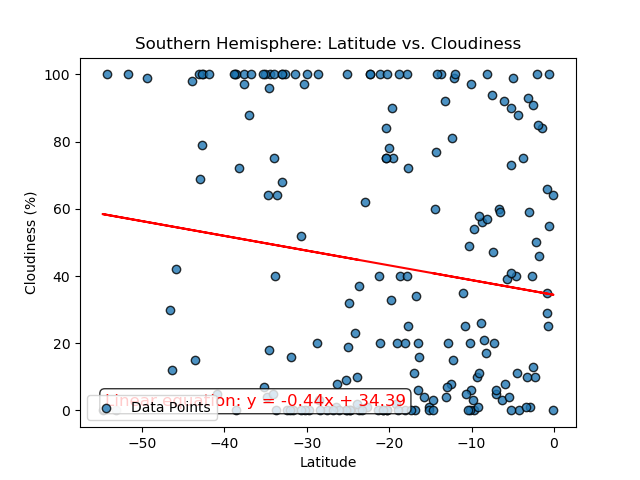 Southern Hemisphere: Latitude vs. Cloudiness
100
80
60
40
20
0
Cloudiness (%)
Linear equation: y = -0.44x + 34.39
Data Points
−50
−40
−30
−20
−10
0
Latitude